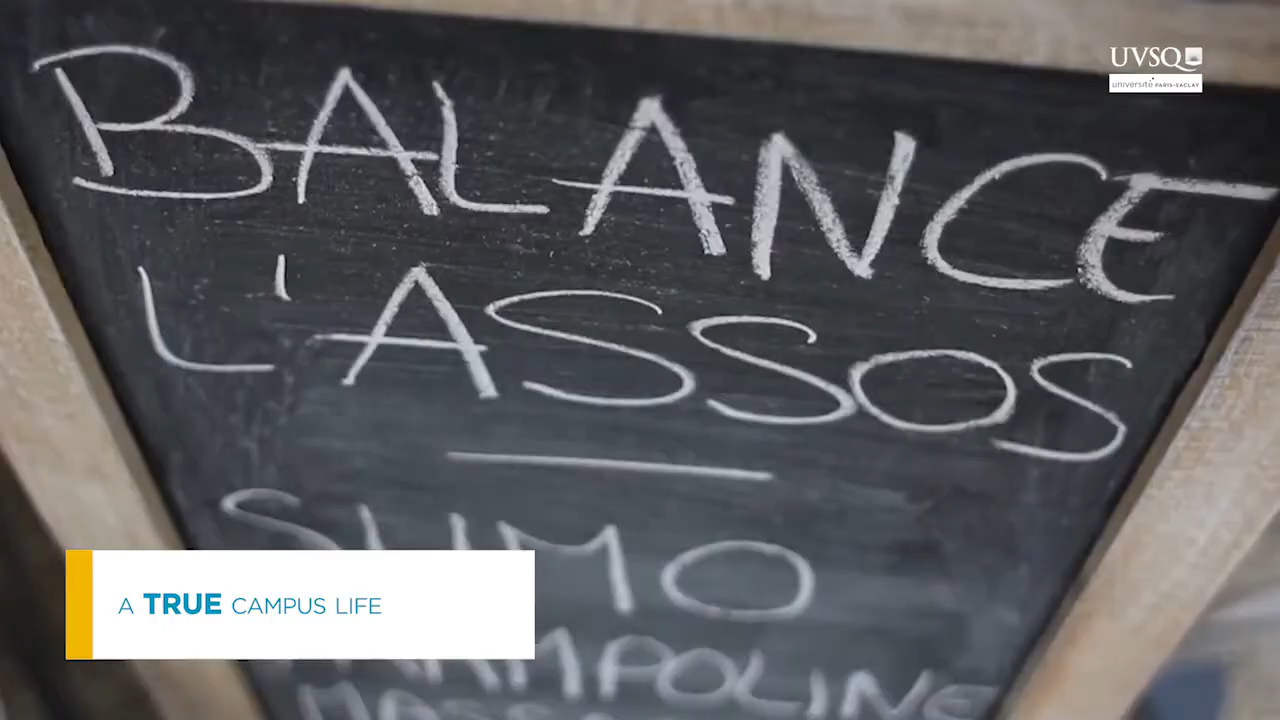 UVSQ
université PARIS-SACLAY
BALANCE
L'ASSOS
SUMO
A TRUE CAMPUS LIFE